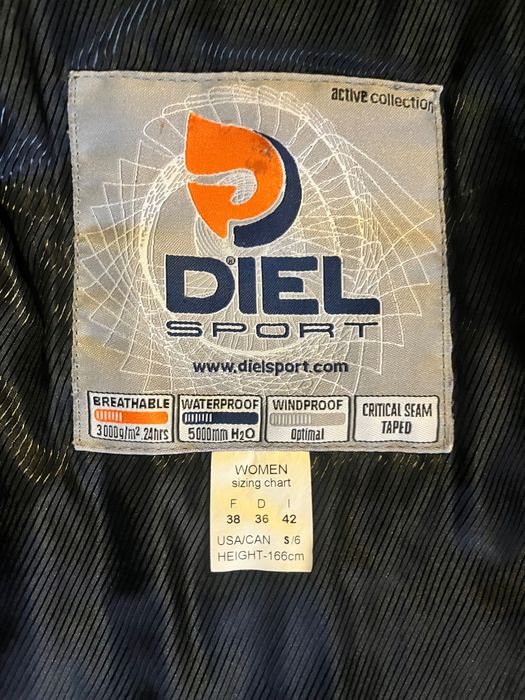 active collection
DIEL®
SPORT
www.dielsport.com
BREATHABLE
3000g/m², 24hrs
WATERPROOF
5000mm H₂O
WINDPROOF
Optimal
CRITICAL SEAM
TAPED
WOMEN
sizing chart
F D I
38 36 42
USA/CAN S/6
HEIGHT-166cm